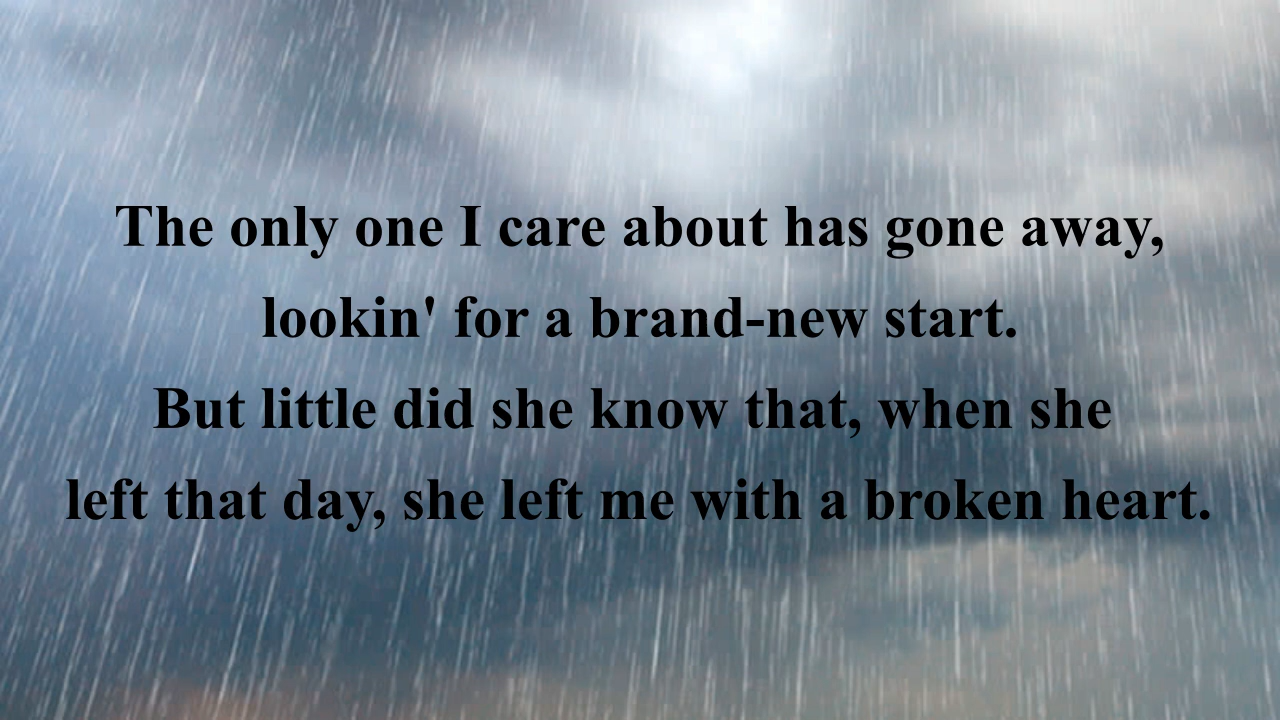 The only one I care about has gone away,
lookin' for a brand-new start.
But little did she know that, when she
left that day, she left me with a broken heart.